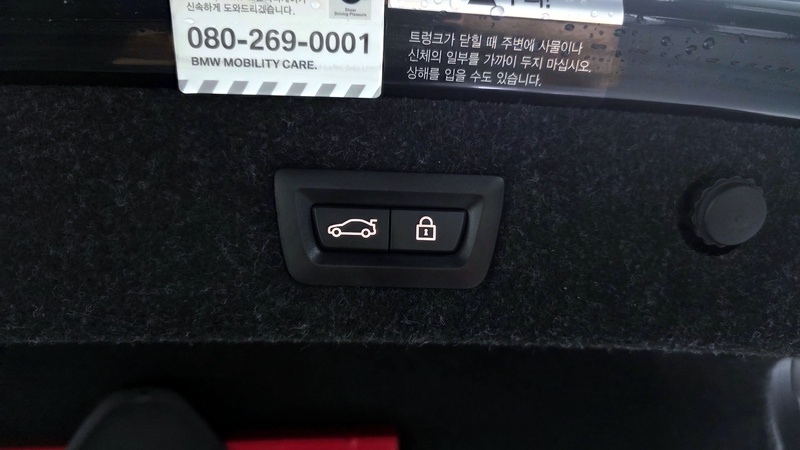 신속하게 도와드리겠습니다.
Sheer
Driving Pleasure
080-269-0001
BMW MOBILITY CARE.
트렁크가 닫힐 때 주변에 사물이나
신체의 일부를 가까이 두지 마십시오.
상해를 입을 수도 있습니다.